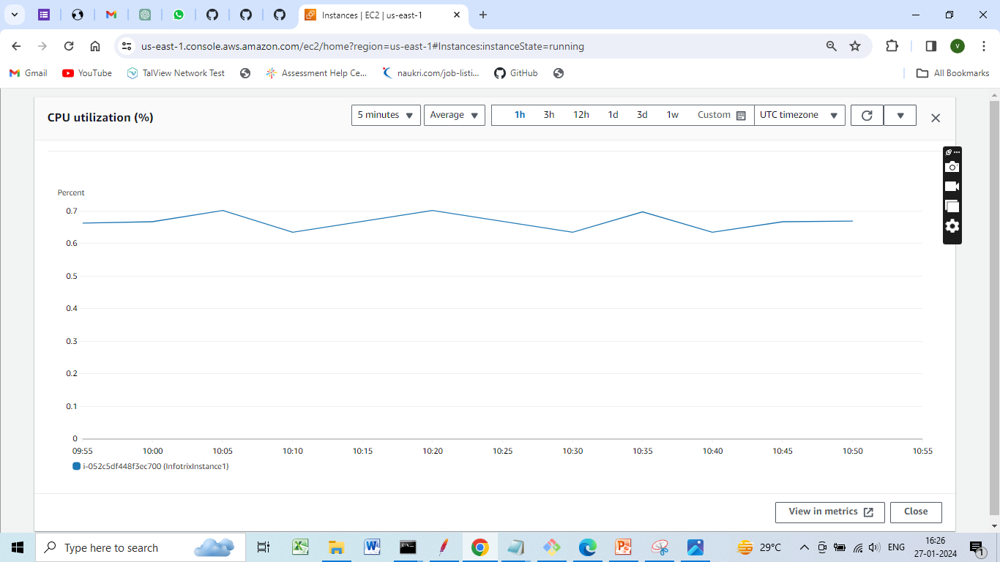 Instances | EC2 | us-east-1
us-east-1.console.aws.amazon.com/ec2/home?region=us-east-1#Instances:instanceState=running
V
Gmail
YouTube
TalView Network Test
Assessment Help Ce...
naukri.com/job-listi...
GitHub
All Bookmarks
CPU utilization (%)
5 minutes
Average
1h 3h 12h 1d 3d 1w Custom
UTC timezone
Percent
0.7
0.6
0.5
0.4
0.3
0.2
0.1
0
09:55 10:00 10:05 10:10 10:15 10:20 10:25 10:30 10:35 10:40 10:45 10:50 10:55
i-052c5df448f3ec700 (InfotrixInstance1)
View in metrics
Close
Type here to search
29°C
ENG
16:26
27-01-2024
1